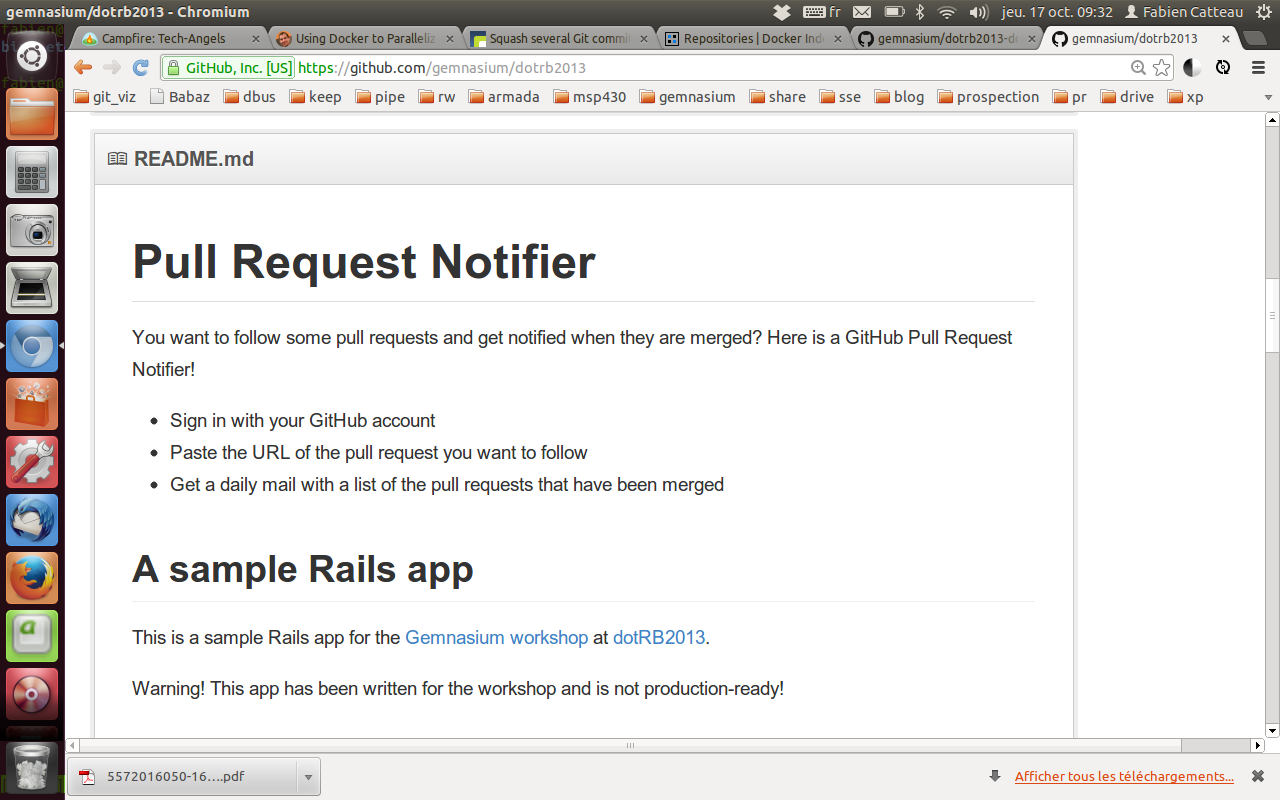 gemnasium/dotrb2013 - Chromium
fr
jeu. 17 oct. 09:32
Fabien Catteau
Campfire: Tech-Angels
Using Docker to Paralleliz
Squash several Git commit
Repositories | Docker Inde
gemnasium/dotrb2013-de
gemnasium/dotrb2013
GitHub, Inc. [US]
https://github.com/gemnasium/dotrb2013
git_viz
Babaz
dbus
keep
pipe
rw
armada
msp430
gemnasium
share
sse
blog
prospection
pr
drive
xp
README.md
Pull Request Notifier
You want to follow some pull requests and get notified when they are merged? Here is a GitHub Pull Request
Notifier!
Sign in with your GitHub account
Paste the URL of the pull request you want to follow
Get a daily mail with a list of the pull requests that have been merged
A sample Rails app
This is a sample Rails app for the Gemnasium workshop at dotRB2013.
Warning! This app has been written for the workshop and is not production-ready!
5572016050-16....pdf
Afficher tous les téléchargements...